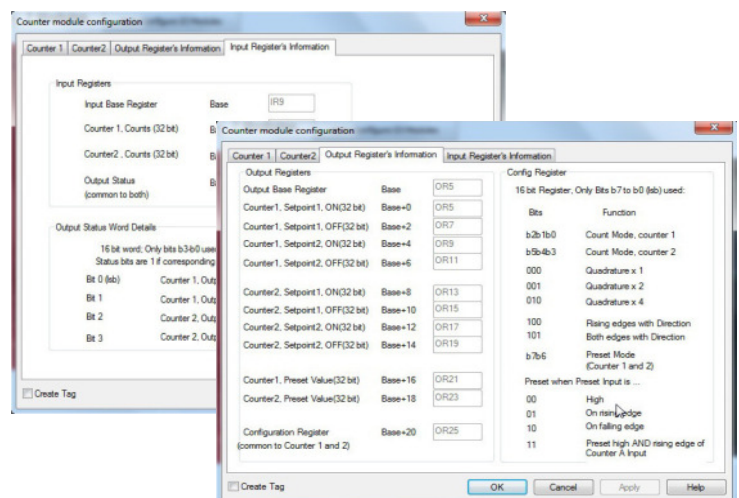 Counter module configuration
Counter 1 Counter2 Output Register's Information Input Register's Information
Input Registers
Input Base Register Base IR9
Counter 1, Counts (32 bit)
Counter2 , Counts (32 bit)
Output Status
(common to both)
Output Status Word Details
16 bit word; Only bits b3-b0
Status bits are 1 if corresponding
Bit 0 (lsb) Counter 1,
Bit 1 Counter 1,
Bit 2 Counter 2,
Bit 3 Counter 2,
Create Tag
Counter module configuration
Counter 1 Counter2 Output Register's Information Input Register's Information
Output Registers
Output Base Register Base OR5
Counter1, Setpoint1, ON(32 bit) Base+0 OR5
Counter1, Setpoint1, OFF(32 bit) Base+2 OR7
Counter1, Setpoint2, ON(32 bit) Base+4 OR9
Counter1, Setpoint2, OFF(32 bit) Base+6 OR11
Counter2, Setpoint1, ON(32 bit) Base+8 OR13
Counter2, Setpoint1, OFF(32 bit) Base+10 OR15
Counter2, Setpoint2, ON(32 bit) Base+12 OR17
Counter2, Setpoint2, OFF(32 bit) Base+14 OR19
Counter1, Preset Value(32 bit) Base+16 OR21
Counter2, Preset Value(32 bit) Base+18 OR23
Configuration Register Base+20 OR25
(common to Counter 1 and 2)
Config Register
16 bit Register, Only Bits b7 to b0 (lsb) used:
Bits Function
b2b1b0 Count Mode, counter 1
b5b4b3 Count Mode, counter 2
000 Quadrature x 1
001 Quadrature x 2
010 Quadrature x 4
100 Rising edges with Direction
101 Both edges with Direction
b7b6 Preset Mode
(Counter 1 and 2)
Preset when Preset Input is ...
00 High
01 On rising edge
10 On falling edge
11 Preset high AND rising edge of
Counter A Input
Create Tag
OK Cancel Apply Help